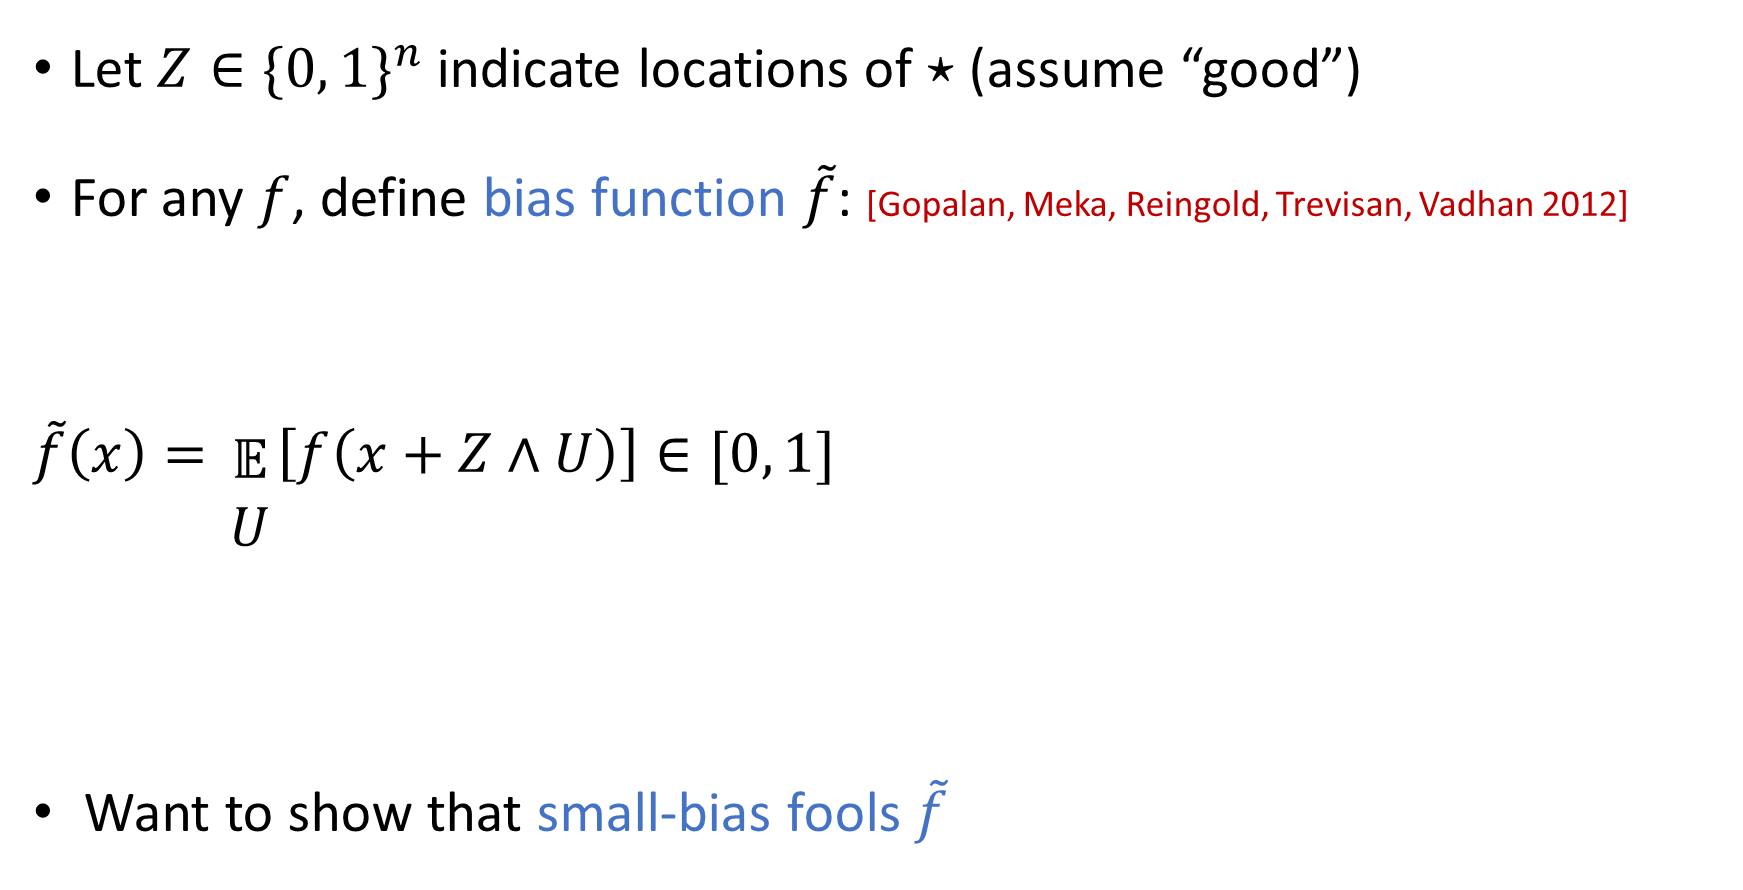 • Let 𝑍 ∈ {0, 1}ⁿ indicate locations of ⋆ (assume “good”)
• For any 𝑓, define bias function 𝑓̃: [Gopalan, Meka, Reingold, Trevisan, Vadhan 2012]
𝑓̃(𝑥) = 𝔼[𝑓(𝑥 + 𝑍 ∧ 𝑈)] ∈ [0, 1]
𝑈
• Want to show that small-bias fools 𝑓̃